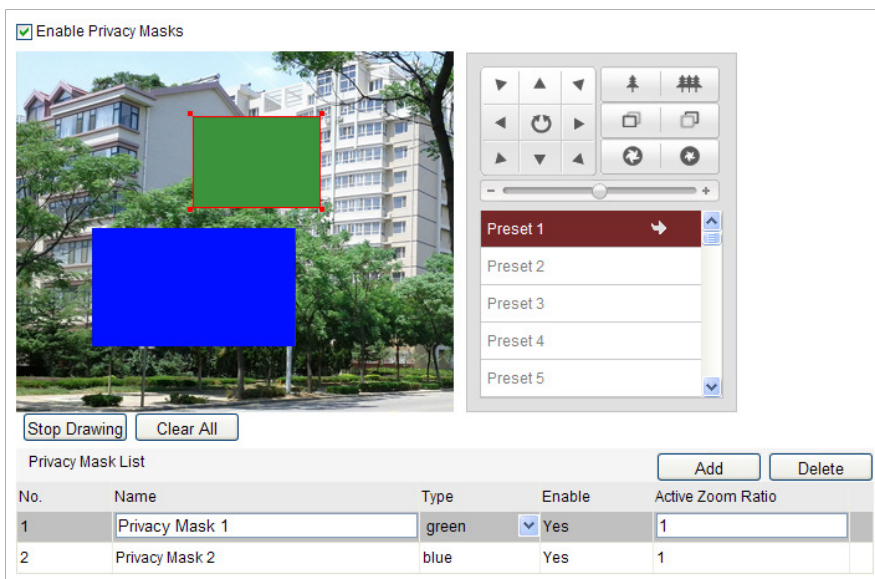 Enable Privacy Masks
Preset 1
Preset 2
Preset 3
Preset 4
Preset 5
Stop Drawing Clear All
Privacy Mask List Add Delete
No. Name Type Enable Active Zoom Ratio
1 Privacy Mask 1 green Yes 1
2 Privacy Mask 2 blue Yes 1